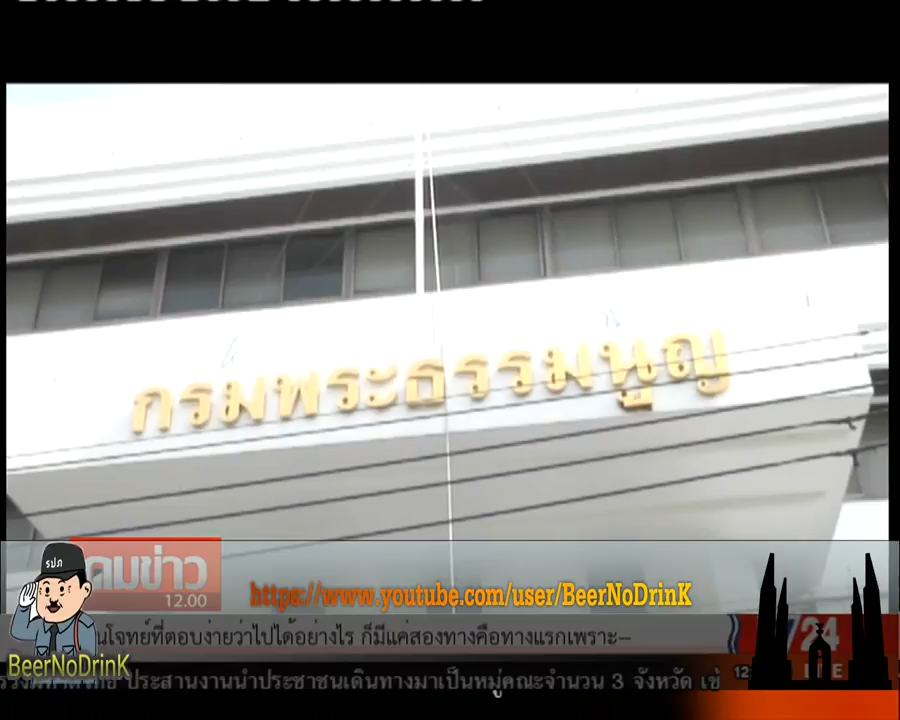 กรมพระธรรมนูญ
รปภ
คมข่าว
12.00
https://www.youtube.com/user/BeerNoDrinK
นโจทย์ที่ตอบง่ายว่าไปได้อย่างไร ก็มีแค่สองทางคือทางแรกเพราะ--
/24
BeerNoDrinK
ประสานงานนำประชาชนเดินทางมาเป็นหมู่คณะจำนวน 3 จังหวัด เข้